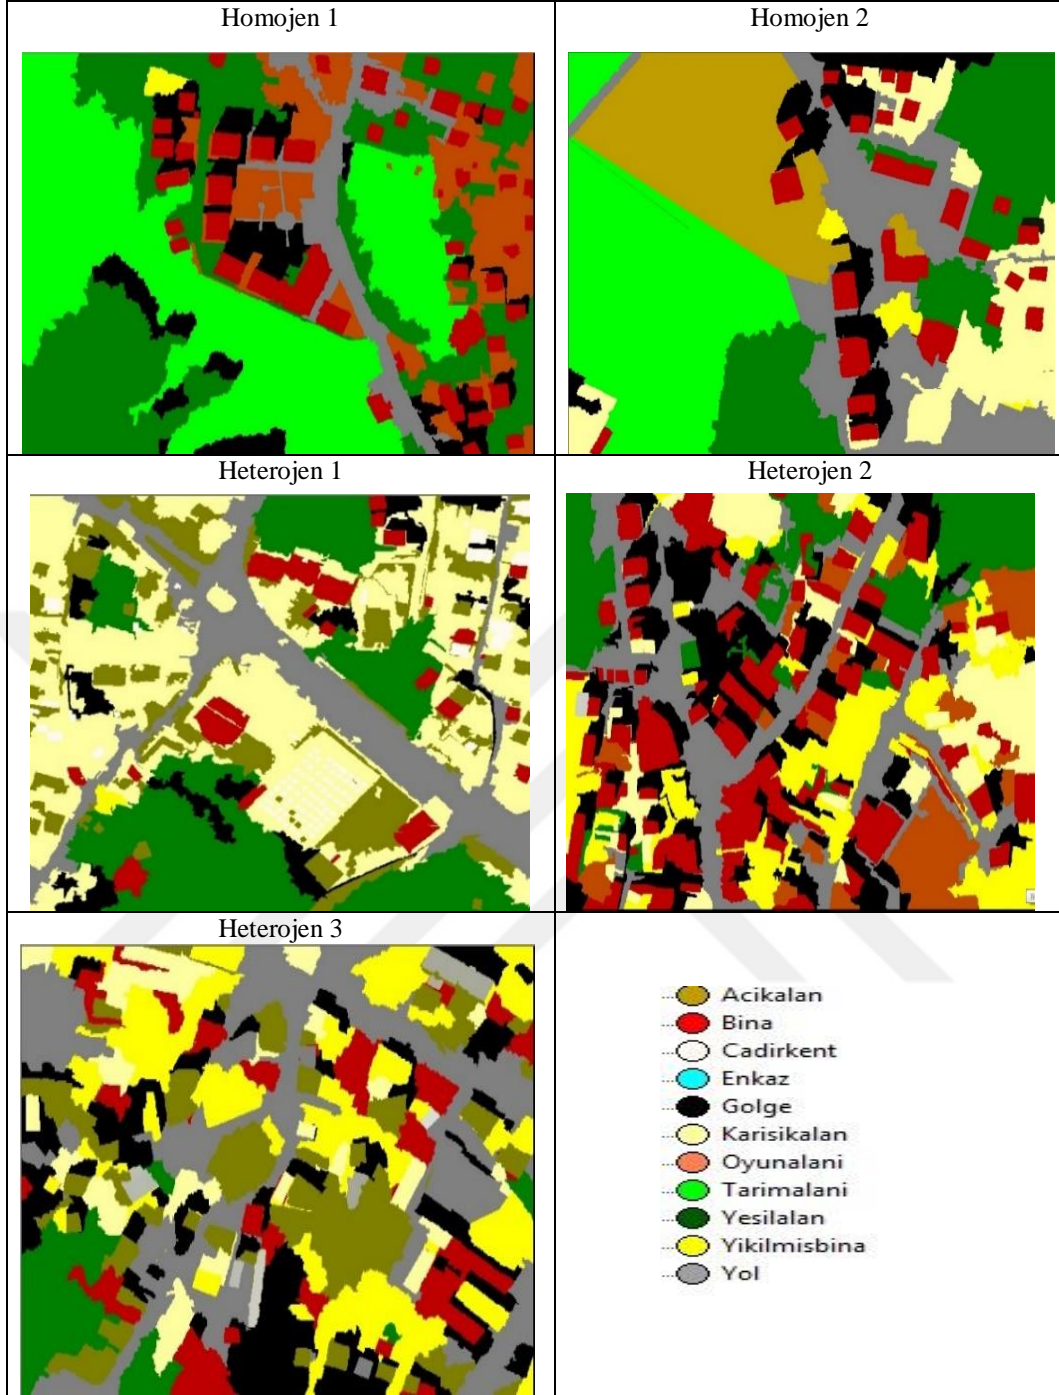 Homojen 1
Homojen 2
Heterojen 1
Heterojen 2
Heterojen 3
Acikalan
Bina
Cadirkent
Enkaz
Golge
Karisikalan
Oyunalani
Tarimalani
Yesilalan
Yikilmisbina
Yol